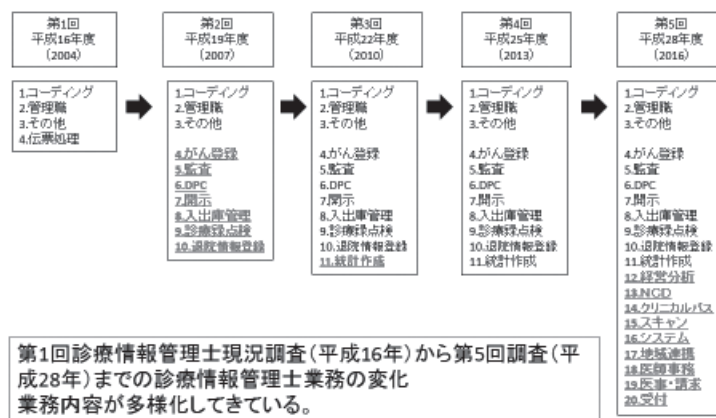 第1回
平成16年度
(2004)
1.コーディング
2.管理職
3.その他
4.伝票処理
第2回
平成19年度
(2007)
1.コーディング
2.管理職
3.その他
4.がん登録
5.監査
6.DPC
7.開示
8.入出庫管理
9.診療録点検
10.退院情報登録
第3回
平成22年度
(2010)
1.コーディング
2.管理職
3.その他
4.がん登録
5.監査
6.DPC
7.開示
8.入出庫管理
9.診療録点検
10.退院情報登録
11.統計作成
第4回
平成25年度
(2013)
1.コーディング
2.管理職
3.その他
4.がん登録
5.監査
6.DPC
7.開示
8.入出庫管理
9.診療録点検
10.退院情報登録
11.統計作成
第5回
平成28年度
(2016)
1.コーディング
2.管理職
3.その他
4.がん登録
5.監査
6.DPC
7.開示
8.入出庫管理
9.診療録点検
10.退院情報登録
11.統計作成
12.経営分析
13.NCD
14.クリニカルパス
15.スキャン
16.システム
17.地域連携
18.医師事務
19.医事・請求
20.受付
第1回診療情報管理士現況調査(平成16年)から第5回調査(平
成28年)までの診療情報管理士業務の変化
業務内容が多様化してきている。